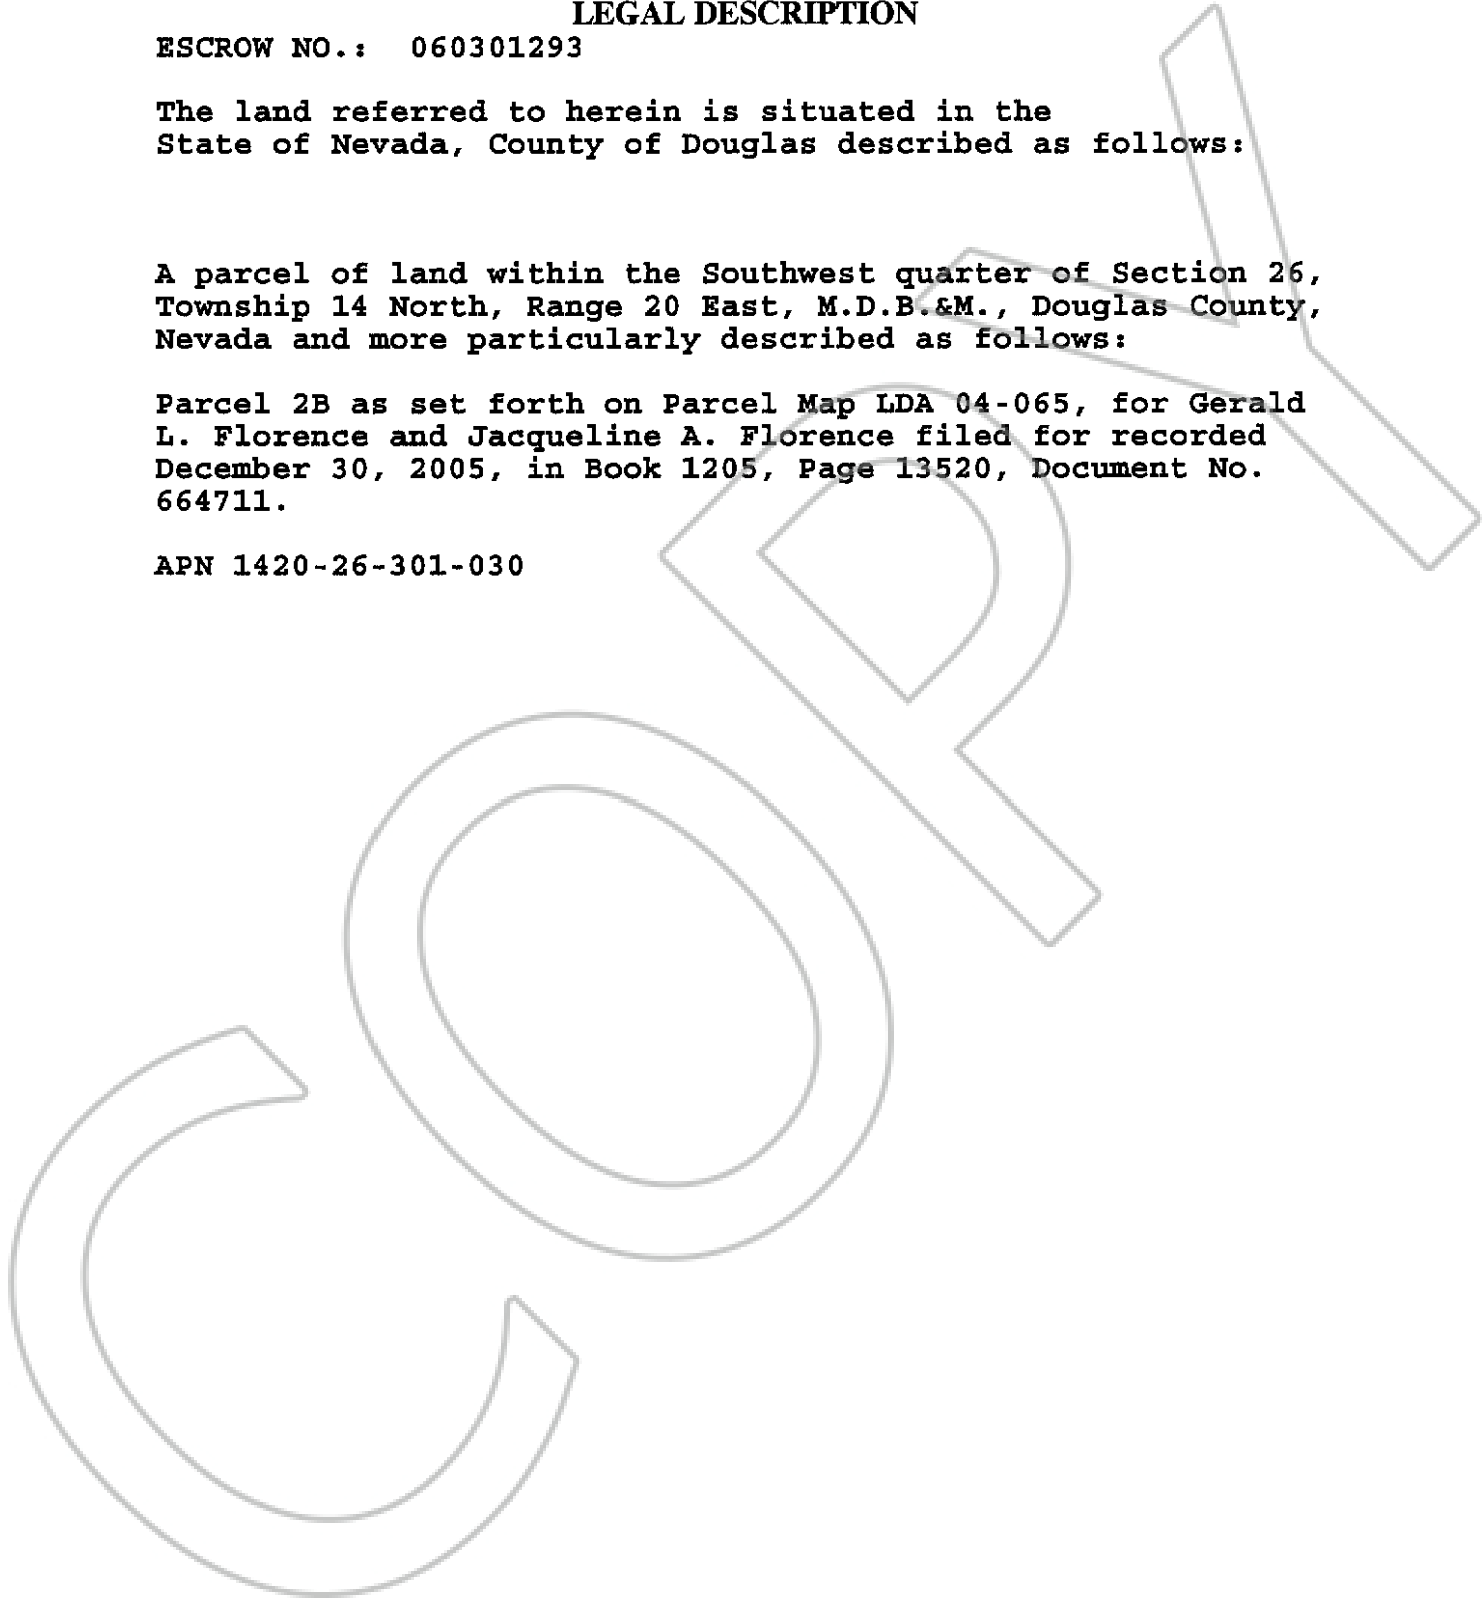 LEGAL DESCRIPTION
ESCROW NO.: 060301293
The land referred to herein is situated in the
State of Nevada, County of Douglas described as follows:
A parcel of land within the Southwest quarter of Section 26,
Township 14 North, Range 20 East, M.D.B.&M., Douglas County,
Nevada and more particularly described as follows:
Parcel 2B as set forth on Parcel Map LDA 04-065, for Gerald
L. Florence and Jacqueline A. Florence filed for recorded
December 30, 2005, in Book 1205, Page 13520, Document No.
664711.
APN 1420-26-301-030
COPY